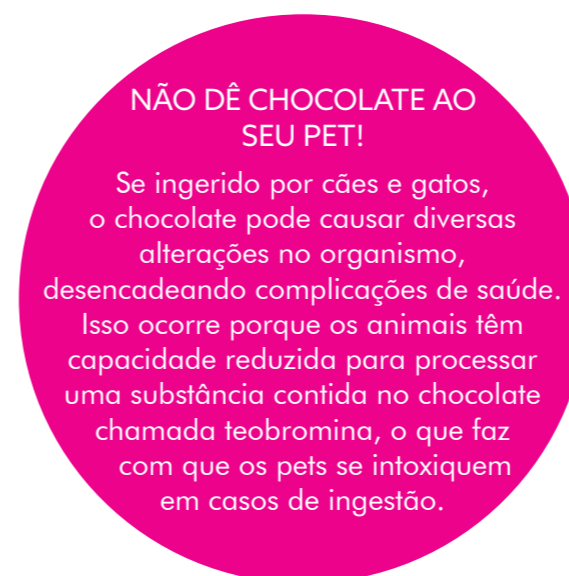 NÃO DÊ CHOCOLATE AO
SEU PET!
Se ingerido por cães e gatos,
o chocolate pode causar diversas
alterações no organismo,
desencadeando complicações de saúde.
Isso ocorre porque os animais têm
capacidade reduzida para processar
uma substância contida no chocolate
chamada teobromina, o que faz
com que os pets se intoxiquem
em casos de ingestão.